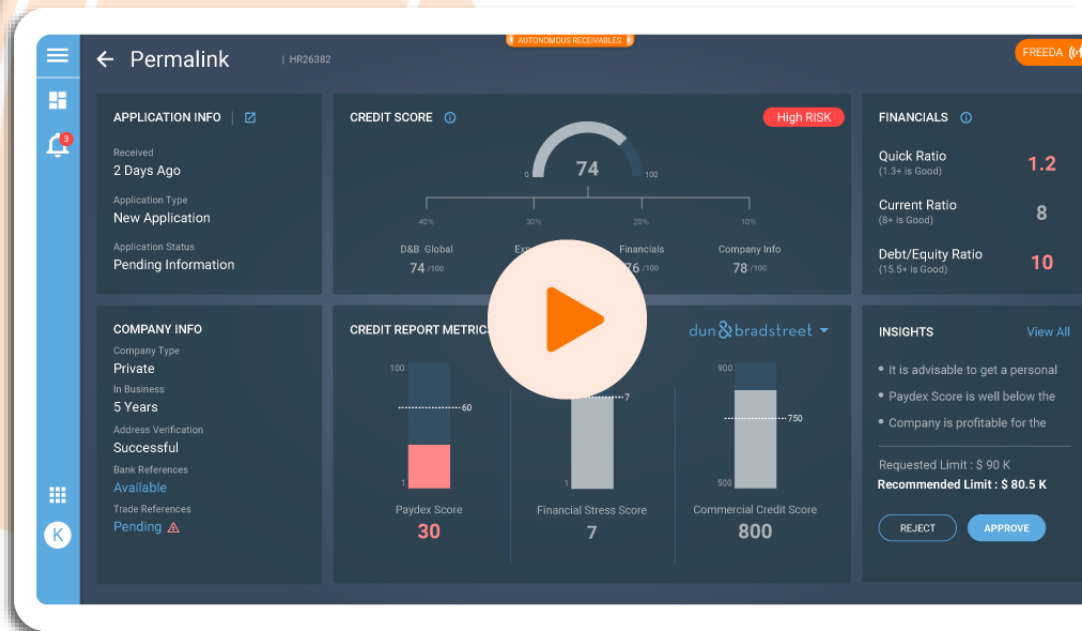 AUTONOMOUS RECEIVABLES
Permalink | HR26382
FREEDA
3
APPLICATION INFO
Received
2 Days Ago
Application Type
New Application
Application Status
Pending Information
CREDIT SCORE
High RISK
74
0 100
40% 30% 20% 10%
D&B Global Financials Company Info
74 /100 76 /100 78 /100
FINANCIALS
Quick Ratio 1.2
(1.3+ is Good)
Current Ratio 8
(8+ is Good)
Debt/Equity Ratio 10
(15.5+ is Good)
COMPANY INFO
Company Type
Private
In Business
5 Years
Address Verification
Successful
Bank References
Available
Trade References
Pending
K
CREDIT REPORT METRICS
dun&bradstreet
100
60
1
Paydex Score
30
7
1
Financial Stress Score
7
900
750
500
Commercial Credit Score
800
INSIGHTS View All
It is advisable to get a personal
Paydex Score is well below the
Company is profitable for the
Requested Limit : $ 90 K
Recommended Limit : $ 80.5 K
REJECT APPROVE